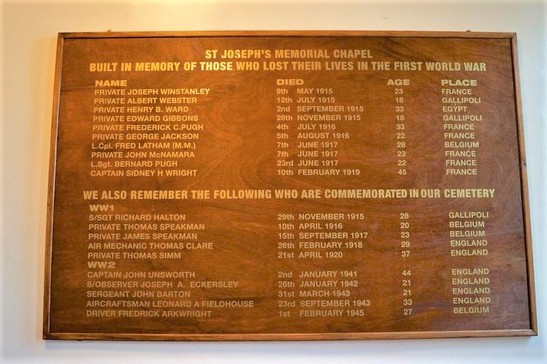 ST JOSEPH'S MEMORIAL CHAPEL
BUILT IN MEMORY OF THOSE WHO LOST THEIR LIVES IN THE FIRST WORLD WAR
NAME DIED AGE PLACE
PRIVATE JOSEPH WINSTANLEY 9th MAY 1915 23 FRANCE
PRIVATE ALBERT WEBSTER 12th JULY 1915 18 GALLIPOLI
PRIVATE HENRY B. WARD 2nd SEPTEMBER 1915 33 EGYPT
PRIVATE EDWARD GIBBONS 28th NOVEMBER 1915 18 GALLIPOLI
PRIVATE FREDERICK C.PUGH 4th JULY 1916 33 FRANCE
PRIVATE GEORGE JACKSON 5th AUGUST 1916 22 FRANCE
L.Cpl. FRED LATHAM (M.M.) 7th JUNE 1917 28 BELGIUM
PRIVATE JOHN McNAMARA 7th JUNE 1917 23 FRANCE
L.Sgt. BERNARD PUGH 23rd JUNE 1917 22 FRANCE
CAPTAIN SIDNEY H WRIGHT 10th FEBRUARY 1919 45 FRANCE
WE ALSO REMEMBER THE FOLLOWING WHO ARE COMMEMORATED IN OUR CEMETERY
WW1
S/SGT RICHARD HALTON 29th NOVEMBER 1915 28 GALLIPOLI
PRIVATE THOMAS SPEAKMAN 10th APRIL 1916 20 BELGIUM
PRIVATE JAMES SPEAKMAN 15th SEPTEMBER 1917 23 BELGIUM
AIR MECHANIC THOMAS CLARE 26th FEBRUARY 1918 29 ENGLAND
PRIVATE THOMAS SIMM 21st APRIL 1920 37 ENGLAND
WW2
CAPTAIN JOHN UNSWORTH 2nd JANUARY 1941 44 ENGLAND
S/OBSERVER JOSEPH A. ECKERSLEY 26th JANUARY 1942 21 ENGLAND
SERGEANT JOHN BARTON 31st MARCH 1943 21 ENGLAND
AIRCRAFTSMAN LEONARD A FIELDHOUSE 23rd SEPTEMBER 1943 33 ENGLAND
DRIVER FREDRICK ARKWRIGHT 1st FEBRUARY 1945 27 BELGIUM